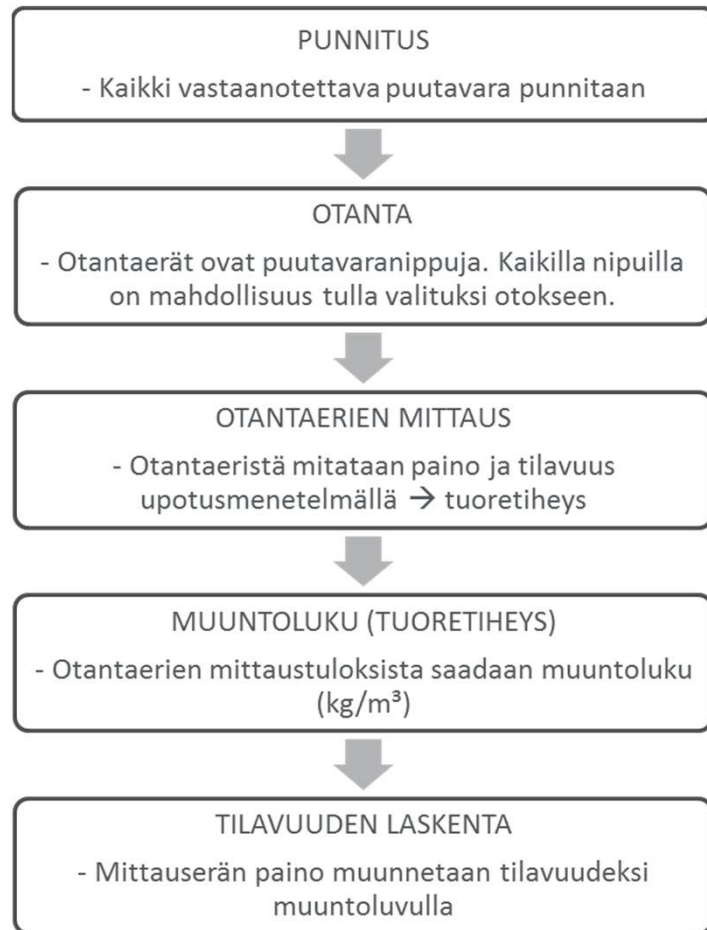 PUNNITUS
- Kaikki vastaanotettava puutavara punnitaan
OTANTA
- Otantaerät ovat puutavaranippuja. Kaikilla nipuilla
on mahdollisuus tulla valituksi otokseen.
OTANTAERIEN MITTAUS
- Otantaeristä mitataan paino ja tilavuus
upotusmenetelmällä → tuoretiheys
MUUNTOLUKU (TUORETIHEYS)
- Otantaerien mittaustuloksista saadaan muuntoluku
(kg/m³)
TILAVUUDEN LASKENTA
- Mittauserän paino muunnetaan tilavuudeksi
muuntoluvulla